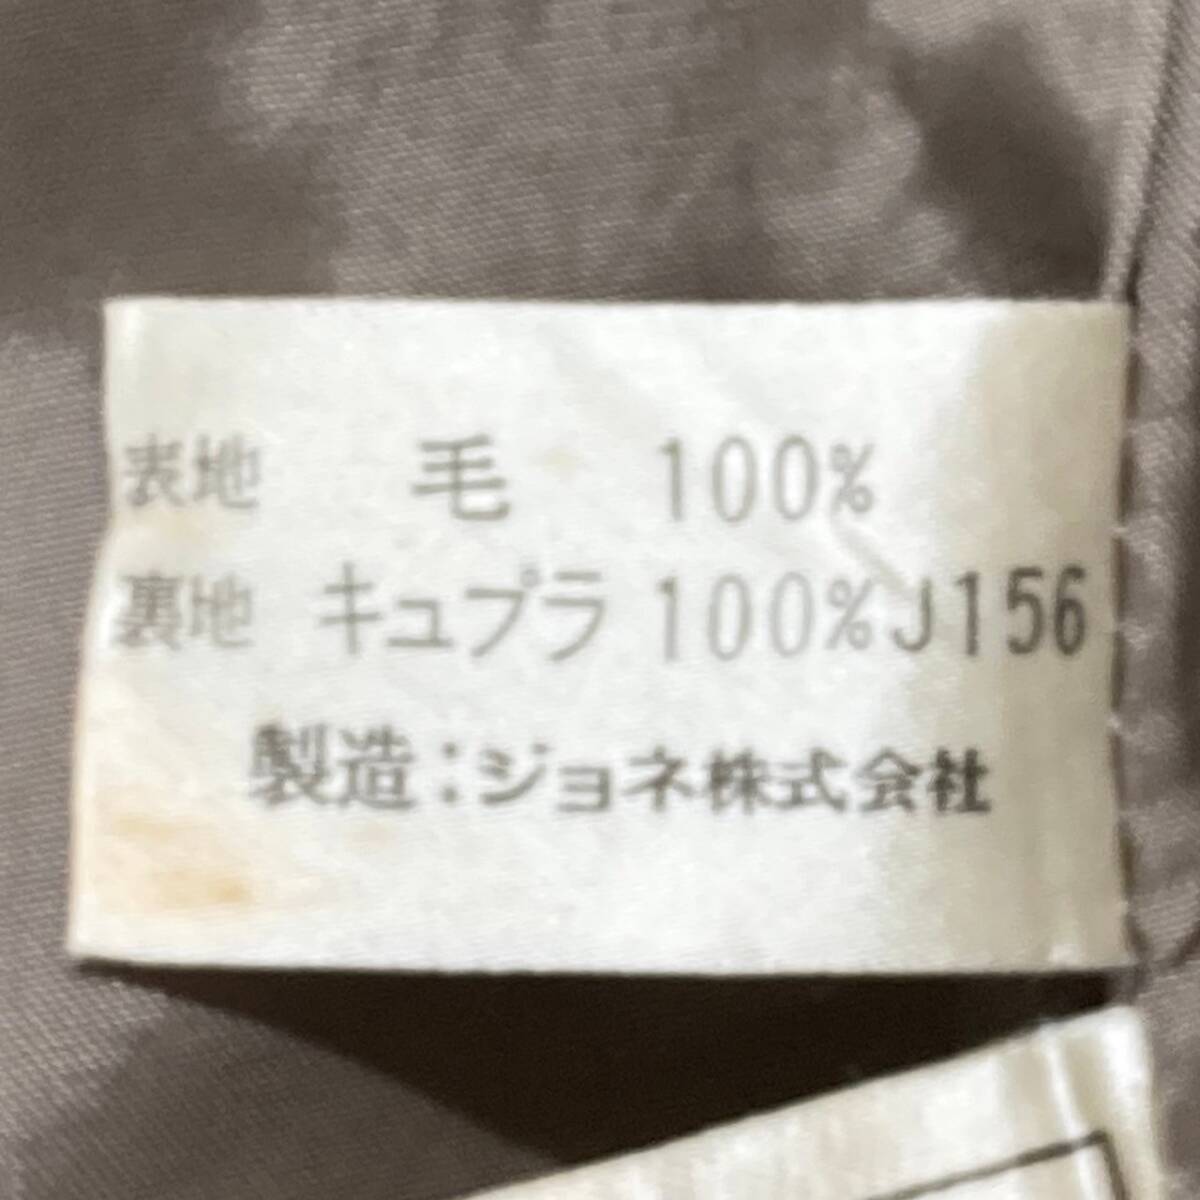 表地 毛 100%
裏地 キュプラ 100% J156
製造：ジョネ株式会社